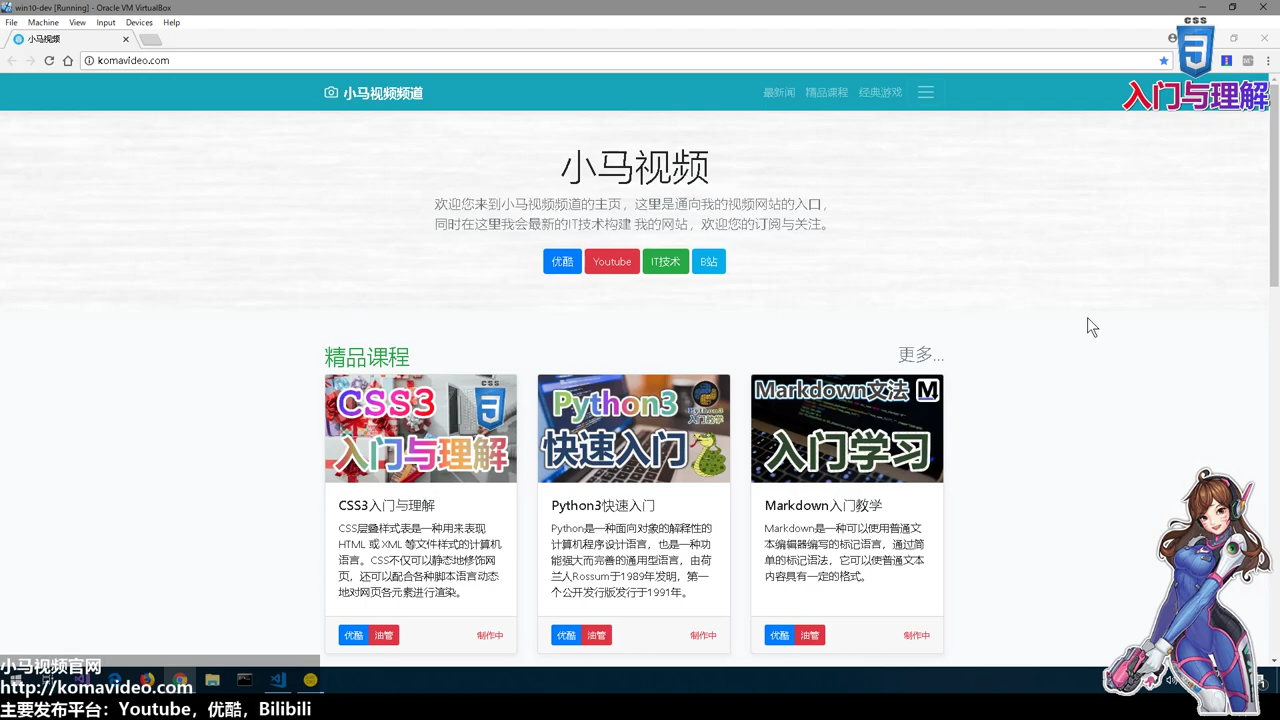 win10-dev [Running] - Oracle VM VirtualBox
File Machine View Input Devices Help
小马视频
komavideo.com
CSS
3
入门与理解
小马视频频道
最新闻 精品课程 经典游戏
小马视频
欢迎您来到小马视频频道的主页，这里是通向我的视频网站的入口，
同时在这里我会最新的IT技术构建 我的网站，欢迎您的订阅与关注。
优酷 Youtube IT技术 B站
精品课程
更多...
CSS3
CSS
3
入门与理解
Python3
快速入门
Markdown文法 M
入门学习
CSS3入门与理解
CSS层叠样式表是一种用来表现
HTML 或 XML 等文件样式的计算机
语言。CSS不仅可以静态地修饰网
页，还可以配合各种脚本语言动态
地对网页各元素进行渲染。
优酷 油管 制作中
Python3快速入门
Python是一种面向对象的解释性的
计算机程序设计语言，也是一种功
能强大而完善的通用型语言，由荷
兰人Rossum于1989年发明，第一
个公开发行版发行于1991年。
优酷 油管 制作中
Markdown入门教学
Markdown是一种可以使用普通文
本编辑器编写的标记语言，通过简
单的标记语法，它可以使普通文本
内容具有一定的格式。
优酷 油管 制作中
小马视频官网
http://komavideo.com
主要发布平台：Youtube，优酷，Bilibili